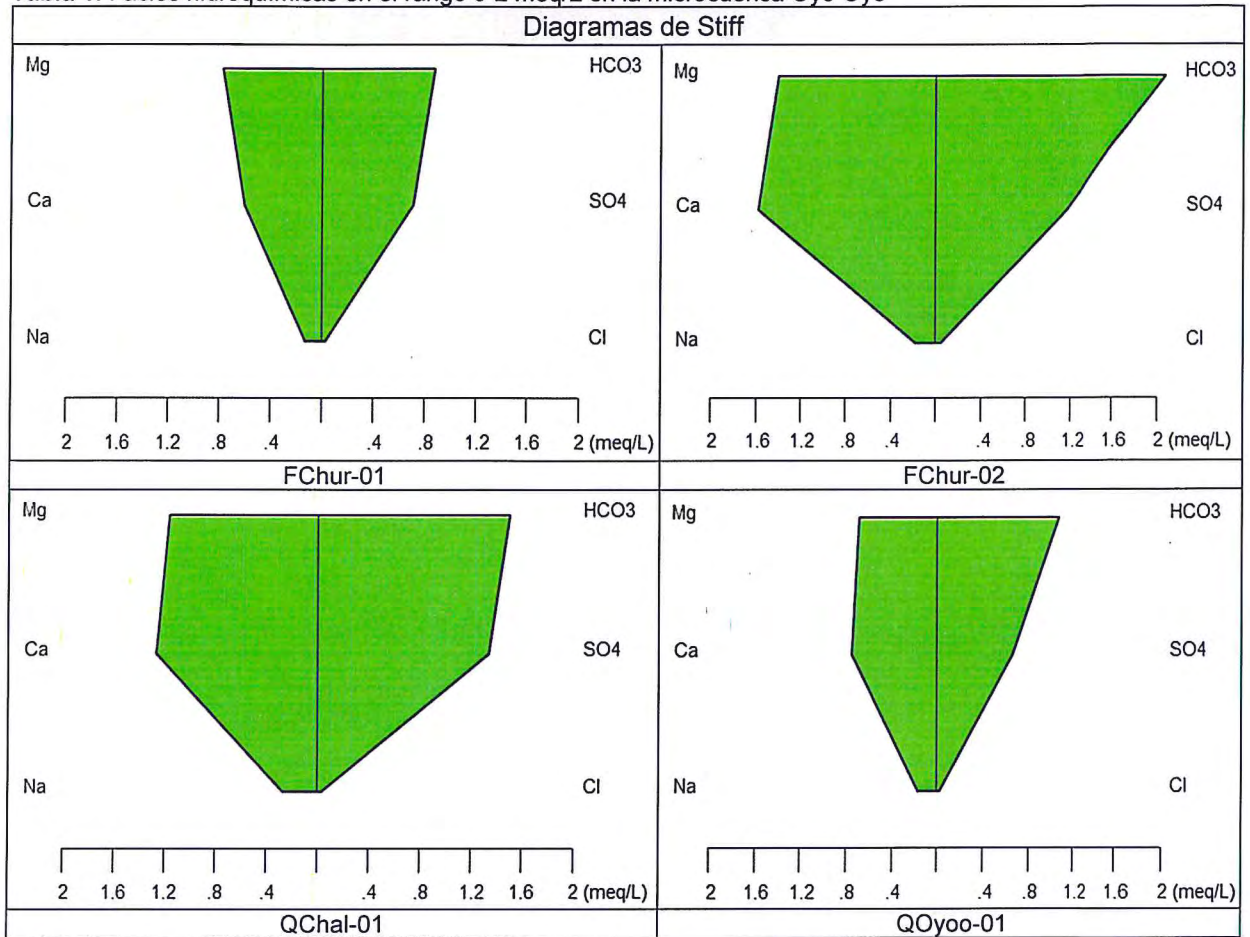 Diagramas de Stiff
Mg HCO3
Ca SO4
Na Cl
2 1.6 1.2 .8 .4 .4 .8 1.2 1.6 2 (meq/L)
FChur-01
Mg HCO3
Ca SO4
Na Cl
2 1.6 1.2 .8 .4 .4 .8 1.2 1.6 2 (meq/L)
FChur-02
Mg HCO3
Ca SO4
Na Cl
2 1.6 1.2 .8 .4 .4 .8 1.2 1.6 2 (meq/L)
QChal-01
Mg HCO3
Ca SO4
Na Cl
2 1.6 1.2 .8 .4 .4 .8 1.2 1.6 2 (meq/L)
QOyoo-01